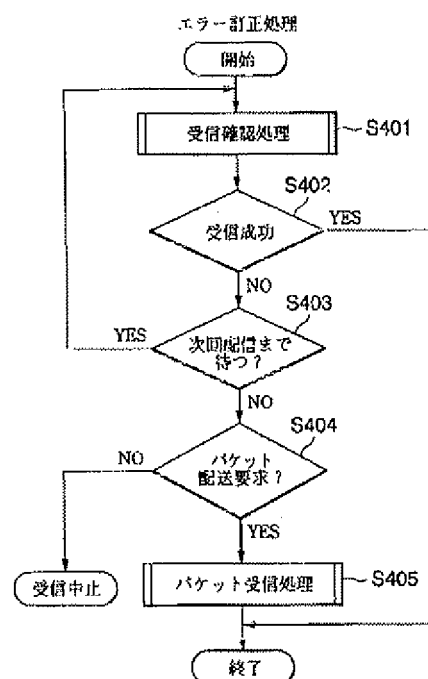 エラー訂正処理
開始
受信確認処理
S401
S402
受信成功
YES
NO
S403
YES
次回配信まで
待つ?
NO
S404
NO
パケット
配送要求?
YES
受信中止
パケット受信処理
S405
終了